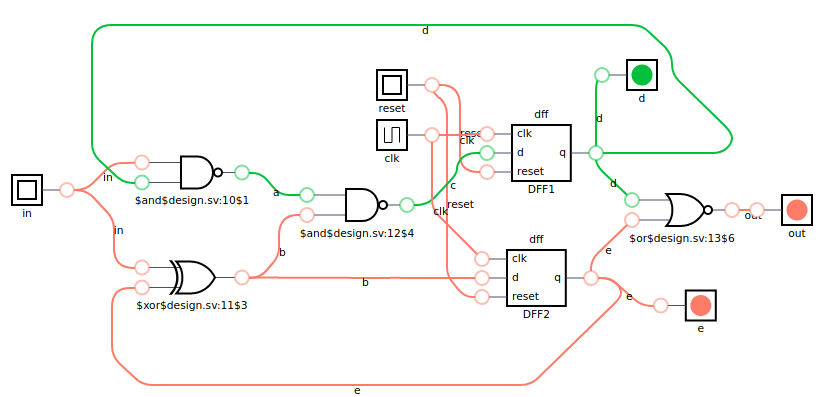 d
d
dff
reset
reset
clk
d
q
reset
clk
clk
d
in
$and$design.sv:10$1
a
c
DFF1
d
reset
clk
in
in
$and$design.sv:12$4
$or$design.sv:13$6
out
out
b
dff
e
clk
d
q
reset
b
e
$xor$design.sv:11$3
DFF2
e
e